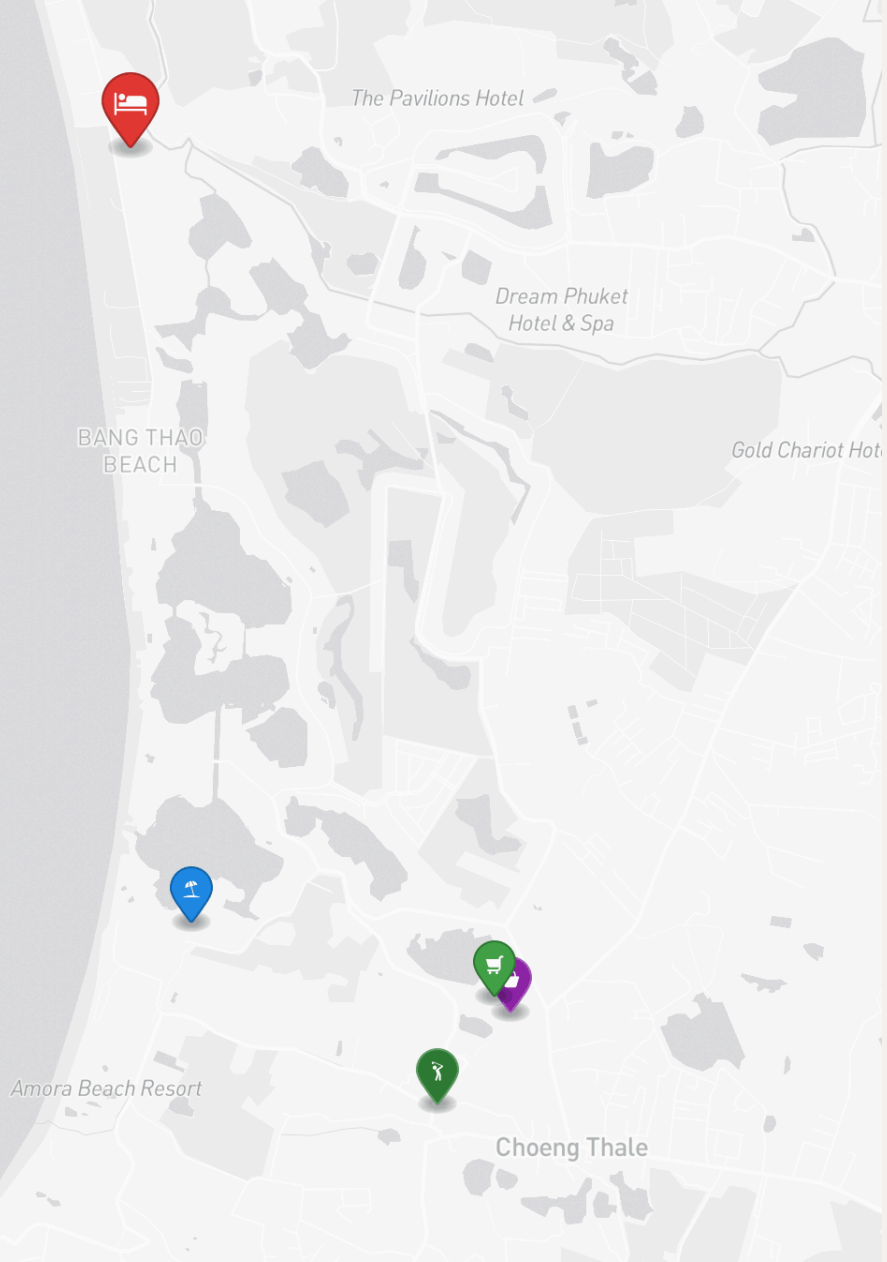 The Pavilions Hotel
Dream Phuket
Hotel & Spa
BANG THAO
BEACH
Gold Chariot Hot
Amora Beach Resort
Choeng Thale